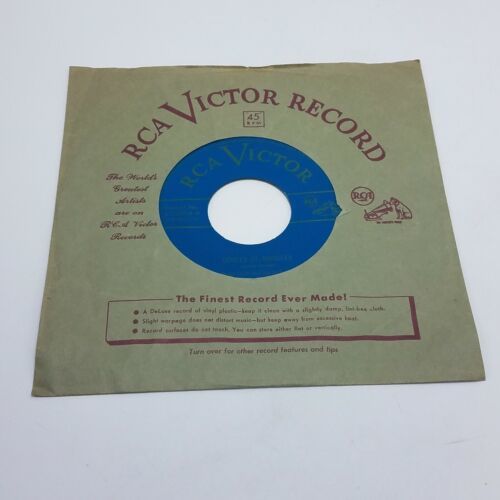 RCA VICTOR RECORD
45
RPM
The World's
Greatest
Artists
are on
RCA Victor
Records
RCA VICTOR
RCA
The Finest Record Ever Made!
● A DeLuxe record of vinyl plastic—keep it clean with a slightly damp, lint-free cloth.
● Slight warpage does not distort music—but keep away from excessive heat.
● Record surfaces do not touch. You can store either flat or vertically.
Turn over for other record features and tips